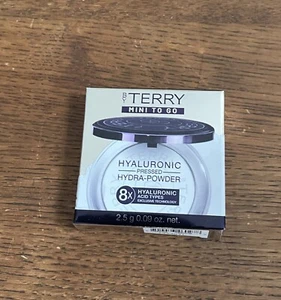 BY TERRY
MINI TO GO
HYALURONIC
PRESSED
HYDRA-POWDER
8X HYALURONIC
ACID TYPES
EXCLUSIVE TECHNOLOGY
2.5 g 0.09 oz. net.